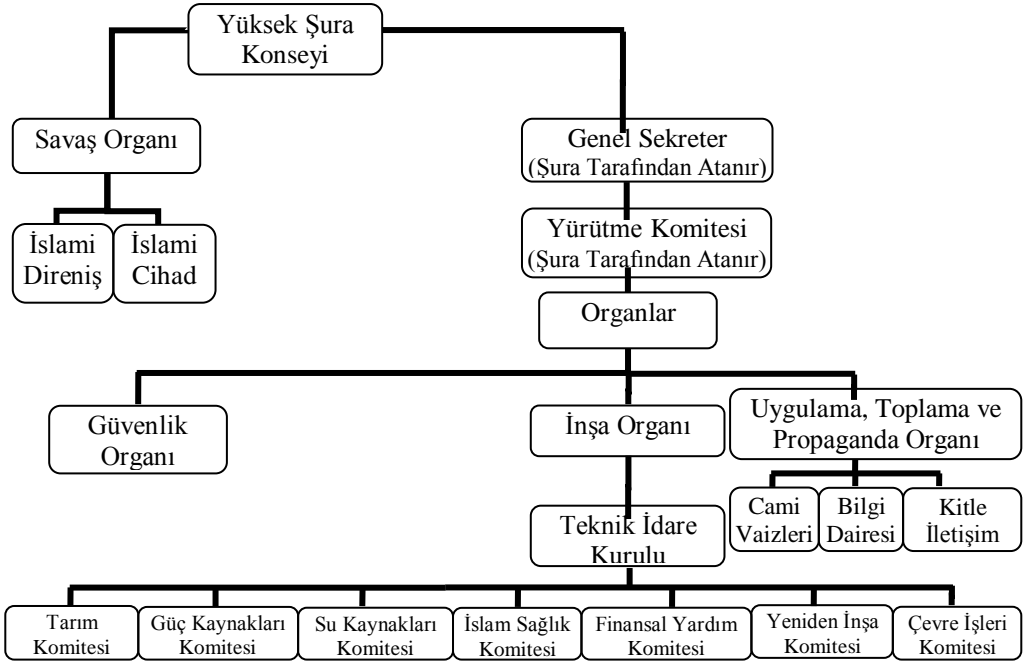 Yüksek Şura
Konseyi
Savaş Organı
Genel Sekreter
(Şura Tarafından Atanır)
İslami
Direniş
İslami
Cihad
Yürütme Komitesi
(Şura Tarafından Atanır)
Organlar
Güvenlik
Organı
İnşa Organı
Uygulama, Toplama ve
Propaganda Organı
Cami
Vaizleri
Bilgi
Dairesi
Kitle
İletişim
Teknik İdare
Kurulu
Tarım
Komitesi
Güç Kaynakları
Komitesi
Su Kaynakları
Komitesi
İslam Sağlık
Komitesi
Finansal Yardım
Komitesi
Yeniden İnşa
Komitesi
Çevre İşleri
Komitesi